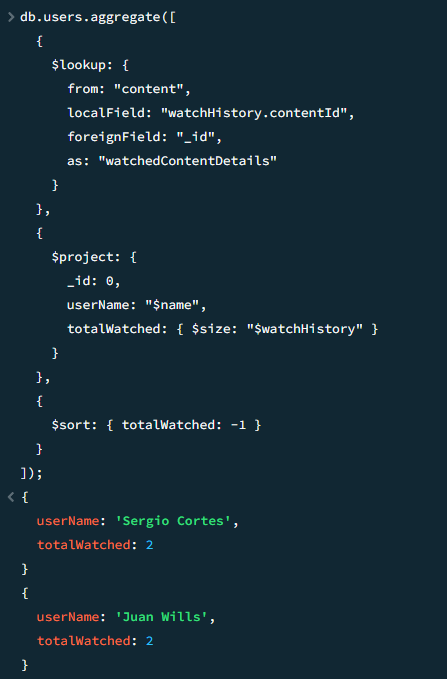 db.users.aggregate([
  {
    $lookup: {
      from: "content",
      localField: "watchHistory.contentId",
      foreignField: "_id",
      as: "watchedContentDetails"
    }
  },
  {
    $project: {
      _id: 0,
      userName: "$name",
      totalWatched: { $size: "$watchHistory" }
    }
  },
  {
    $sort: { totalWatched: -1 }
  }
]);
{
  userName: 'Sergio Cortes',
  totalWatched: 2
}
{
  userName: 'Juan Wills',
  totalWatched: 2
}